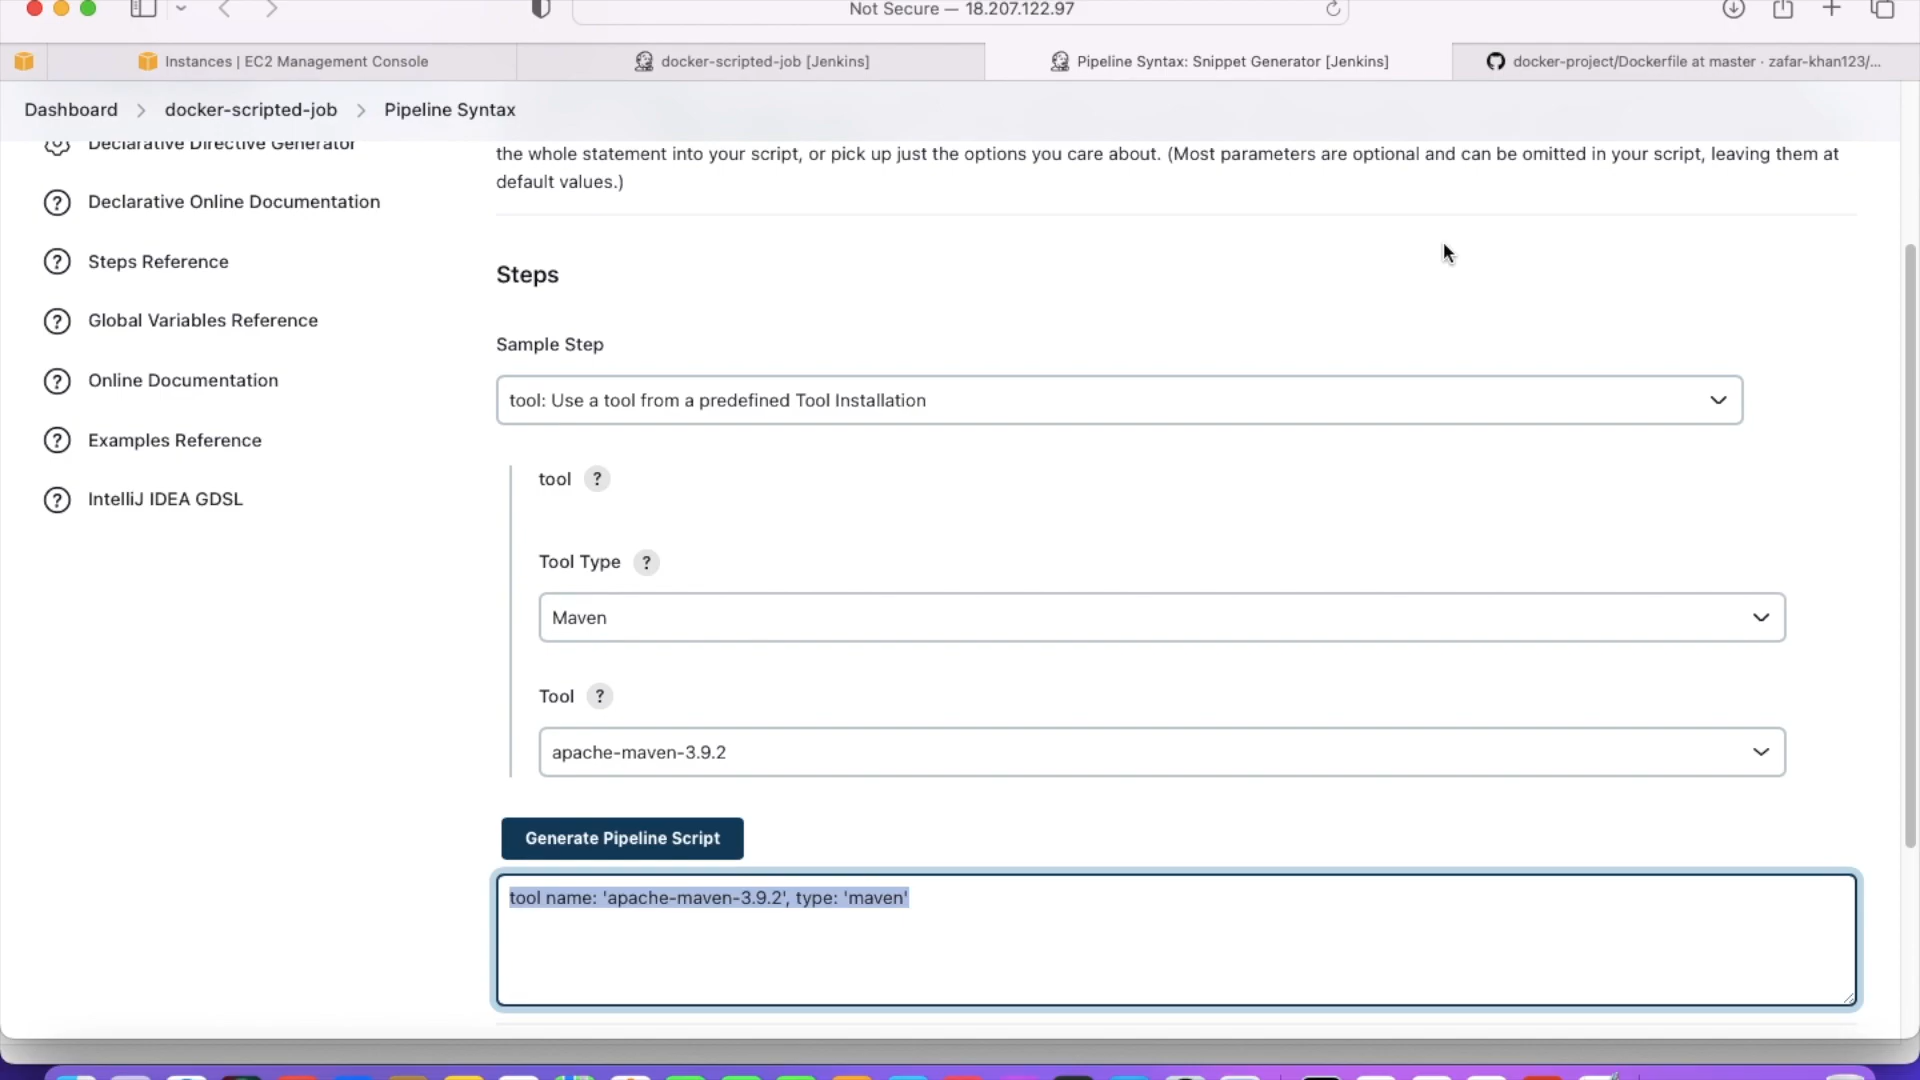 Not Secure — 18.207.122.97
Instances | EC2 Management Console
docker-scripted-job [Jenkins]
Pipeline Syntax: Snippet Generator [Jenkins]
docker-project/Dockerfile at master · zafar-khan123/...
Dashboard > docker-scripted-job > Pipeline Syntax
Declarative Directive Generator
Declarative Online Documentation
Steps Reference
Global Variables Reference
Online Documentation
Examples Reference
IntelliJ IDEA GDSL
the whole statement into your script, or pick up just the options you care about. (Most parameters are optional and can be omitted in your script, leaving them at
default values.)
Steps
Sample Step
tool: Use a tool from a predefined Tool Installation
tool ?
Tool Type ?
Maven
Tool ?
apache-maven-3.9.2
Generate Pipeline Script
tool name: 'apache-maven-3.9.2', type: 'maven'